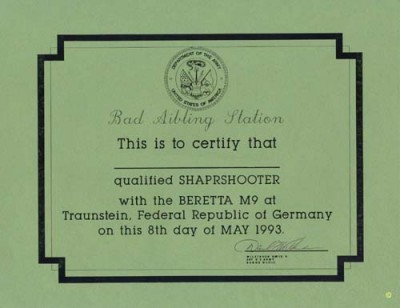 DEPARTMENT OF THE ARMY
UNITED STATES OF AMERICA
Bad Aibling Station
This is to certify that
qualified SHAPRSHOOTER
with the BERETTA M9 at
Traunstein, Federal Republic of Germany
on this 8th day of MAY 1993.